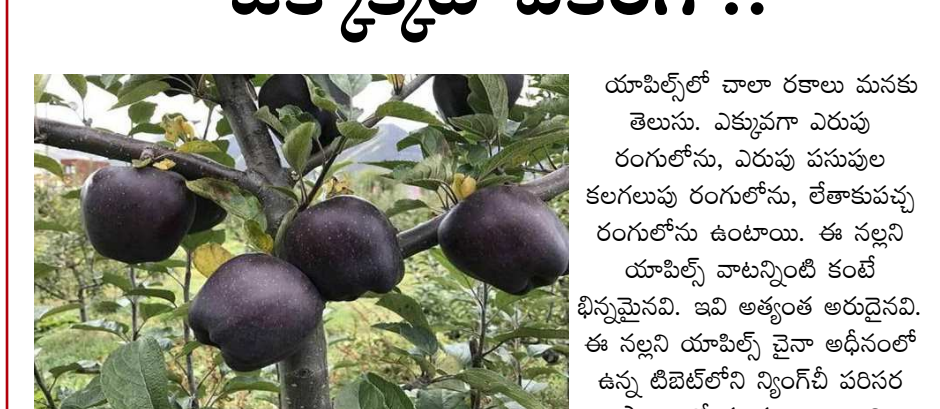 యాపిల్స్‌లో చాలా రకాలు మనకు
తెలుసు. ఎక్కువగా ఎరుపు
రంగులోను, ఎరుపు పసుపుల
కలగలుపు రంగులోను, లేతాకుపచ్చ
రంగులోను ఉంటాయి. ఈ నల్లని
యాపిల్స్ వాటన్నింటి కంటే
భిన్నమైనవి. ఇవి అత్యంత అరుదైనవి.
ఈ నల్లని యాపిల్స్ చైనా అధీనంలో
ఉన్న టిబెట్‌లోని న్యింగ్‌చీ పరిసర